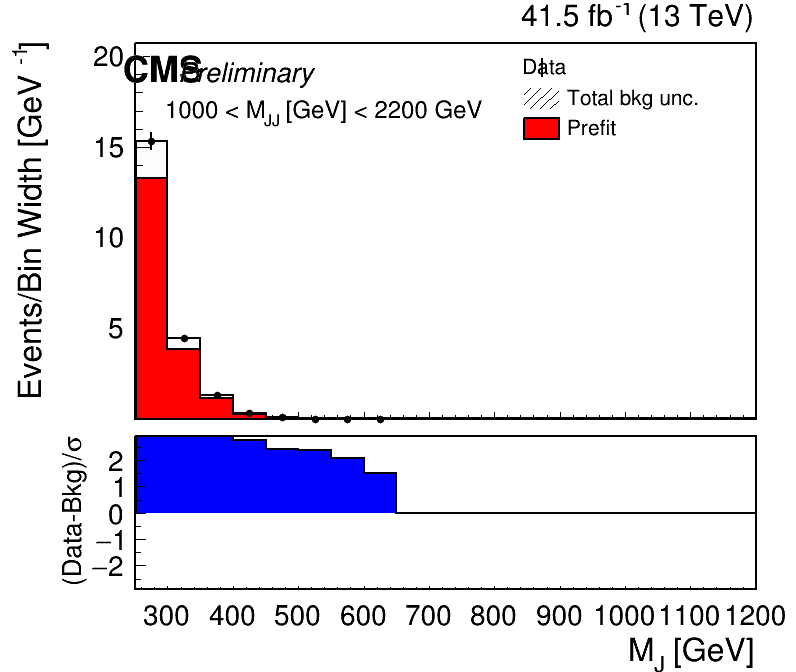 41.5 fb⁻¹ (13 TeV)
Events/Bin Width [GeV⁻¹]
20
15
10
5
CMS Preliminary
1000 < M_JJ [GeV] < 2200 GeV
Data
Total bkg unc.
Prefit
(Data-Bkg)/σ
2
1
0
−1
−2
300 400 500 600 700 800 900 1000 1100 1200
M_J [GeV]